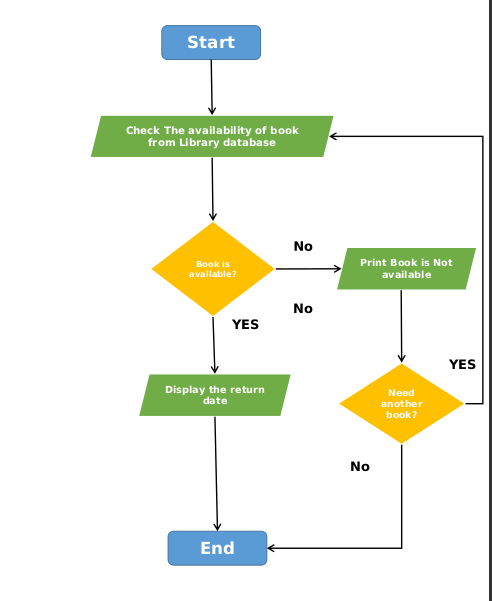 Start
Check The availability of book
from Library database
No
Book is
available?
Print Book is Not
available
No
YES
YES
Display the return
date
Need
another
book?
No
End